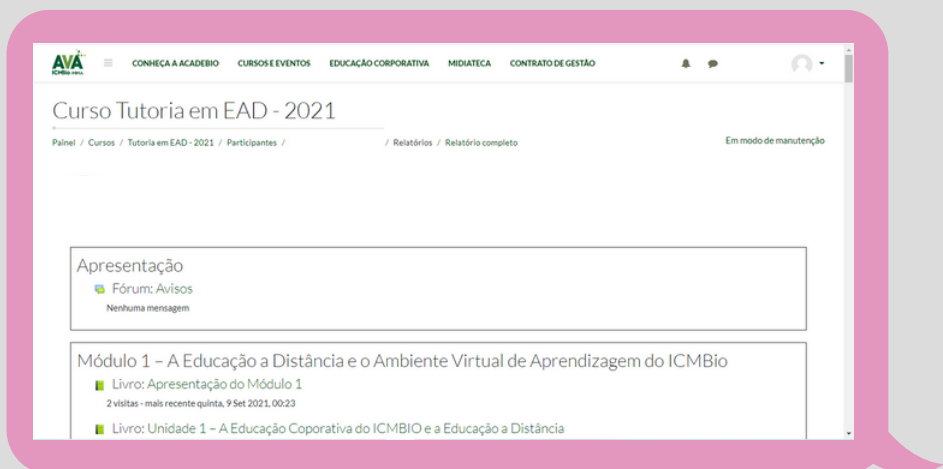 AVÁ
ICMBio
CONHEÇA A ACADEBIO CURSOS E EVENTOS EDUCAÇÃO CORPORATIVA MIDIATECA CONTRATO DE GESTÃO
Curso Tutoria em EAD - 2021
Painel / Cursos / Tutoria em EAD - 2021 / Participantes / / Relatórios / Relatório completo
Em modo de manutenção
Apresentação
Fórum: Avisos
Nenhuma mensagem
Módulo 1 – A Educação a Distância e o Ambiente Virtual de Aprendizagem do ICMBio
Livro: Apresentação do Módulo 1
2 visitas - mais recente quinta, 9 Set 2021, 00:23
Livro: Unidade 1 – A Educação Coporativa do ICMBIO e a Educação a Distância